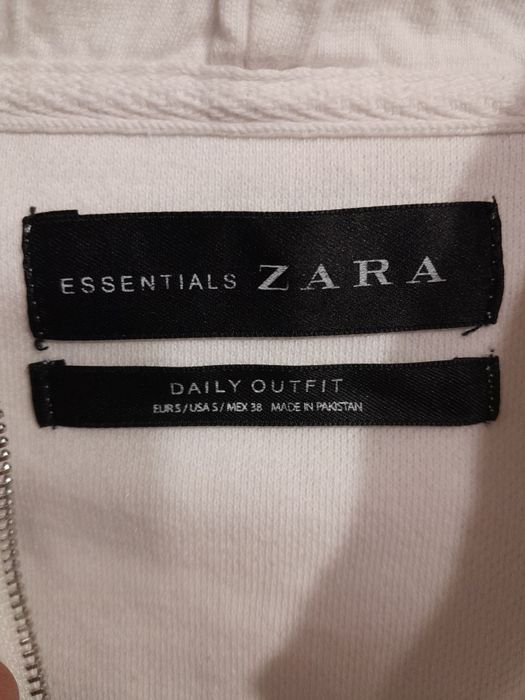 ESSENTIALS ZARA
DAILY OUTFIT
EUR S / USA S / MEX 38 MADE IN PAKISTAN